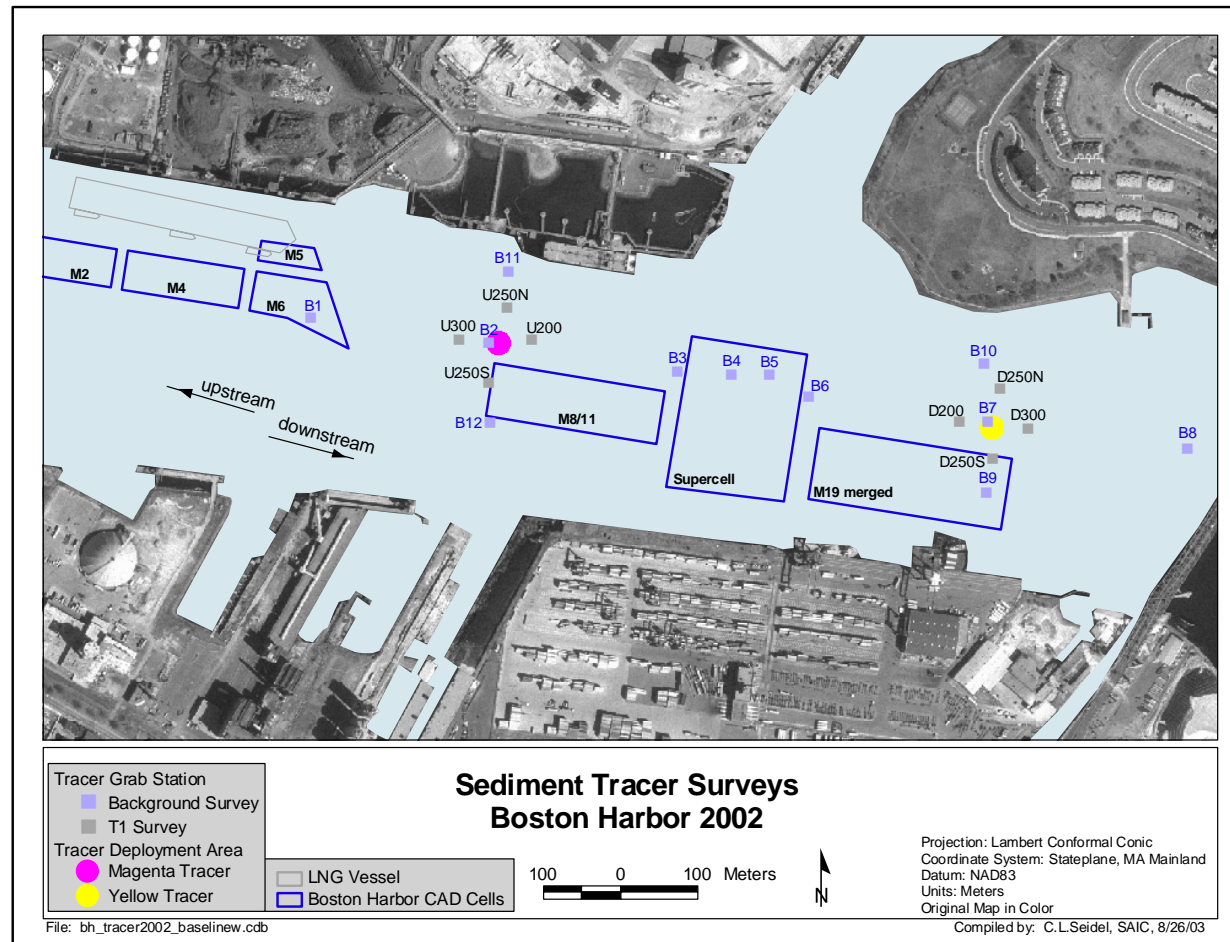 B11
B10
M5
M2
M4
M6
B1
U250N
U300
B2
U200
U250S
B3
B4
B5
B6
D250N
D200
B7
D300
B8
upstream
downstream
B12
M8/11
D250S
B9
Supercell
M19 merged
Tracer Grab Station
Background Survey
T1 Survey
Tracer Deployment Area
Magenta Tracer
Yellow Tracer
LNG Vessel
Boston Harbor CAD Cells
Sediment Tracer Surveys
Boston Harbor 2002
100 0 100 Meters
N
Projection: Lambert Conformal Conic
Coordinate System: Stateplane, MA Mainland
Datum: NAD83
Units: Meters
Original Map in Color
File: bh_tracer2002_baselinew.cdb
Compiled by: C.L.Seidel, SAIC, 8/26/03